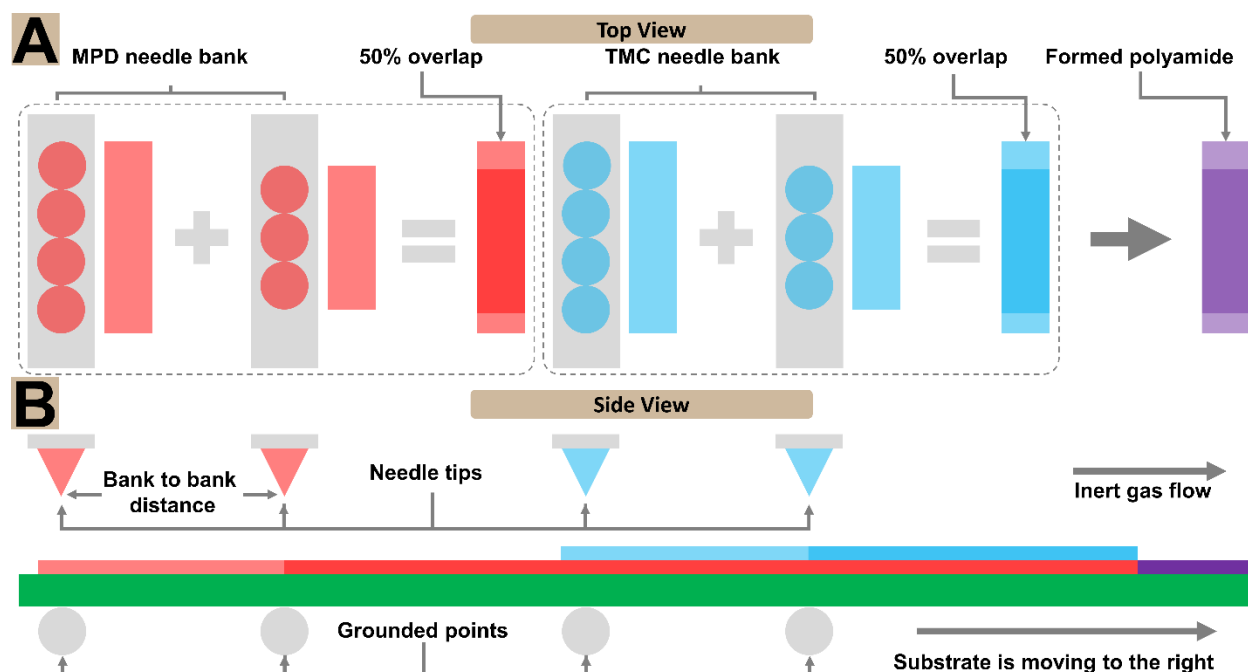 A
Top View
MPD needle bank
50% overlap
TMC needle bank
50% overlap
Formed polyamide
B
Side View
Bank to bank
distance
Needle tips
Inert gas flow
Grounded points
Substrate is moving to the right